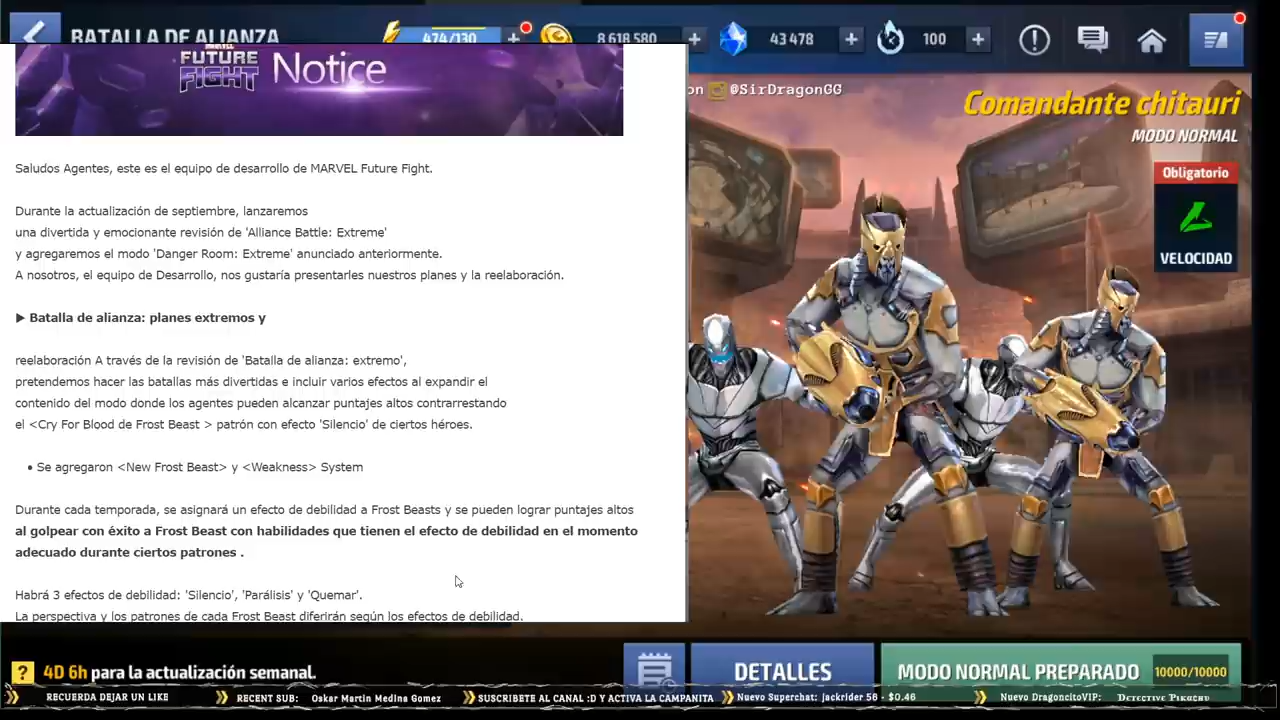 BATALLA DE ALIANZA
474/130
8 618 580
43 478
100
MARVEL
FUTURE
FIGHT
Notice
on @SirDragonGG
Comandante chitauri
MODO NORMAL
Obligatorio
VELOCIDAD
Saludos Agentes, este es el equipo de desarrollo de MARVEL Future Fight.
Durante la actualización de septiembre, lanzaremos
una divertida y emocionante revisión de 'Alliance Battle: Extreme'
y agregaremos el modo 'Danger Room: Extreme' anunciado anteriormente.
A nosotros, el equipo de Desarrollo, nos gustaría presentarles nuestros planes y la reelaboración.
▶ Batalla de alianza: planes extremos y
reelaboración A través de la revisión de 'Batalla de alianza: extremo',
pretendemos hacer las batallas más divertidas e incluir varios efectos al expandir el
contenido del modo donde los agentes pueden alcanzar puntajes altos contrarrestando
el <Cry For Blood de Frost Beast > patrón con efecto 'Silencio' de ciertos héroes.
• Se agregaron <New Frost Beast> y <Weakness> System
Durante cada temporada, se asignará un efecto de debilidad a Frost Beasts y se pueden lograr puntajes altos
al golpear con éxito a Frost Beast con habilidades que tienen el efecto de debilidad en el momento
adecuado durante ciertos patrones .
Habrá 3 efectos de debilidad: 'Silencio', 'Parálisis' y 'Quemar'.
La perspectiva y los patrones de cada Frost Beast diferirán según los efectos de debilidad.
? 4D 6h para la actualización semanal.
DETALLES
MODO NORMAL PREPARADO 10000/10000
RECUERDA DEJAR UN LIKE
RECENT SUB: Oskar Martin Medina Gomez
SUSCRIBETE AL CANAL :D Y ACTIVA LA CAMPANITA
Nuevo Superchat: jackrider 56 - $0.46
Nuevo DragoncitoVIP: Detective Pikachu